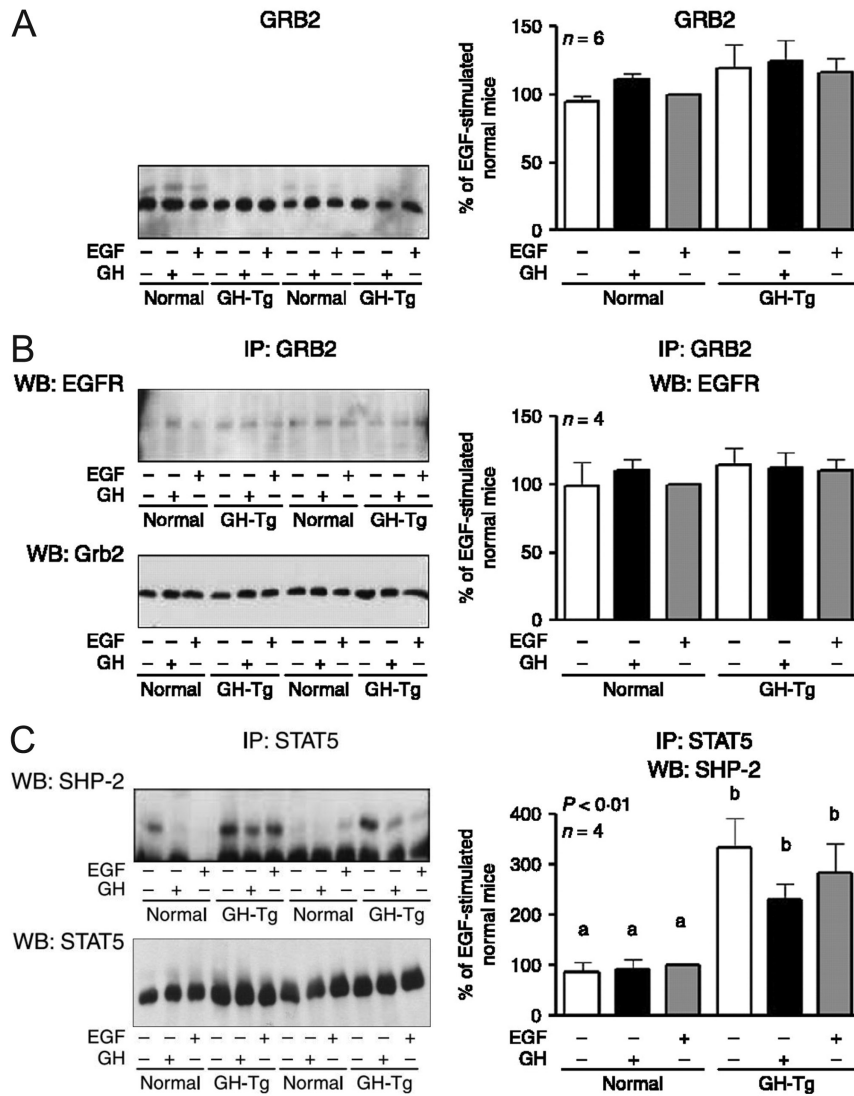 A
GRB2
EGF – – + – – + – – + – – +
GH – + – – + – – + – – + –
Normal GH-Tg Normal GH-Tg
GRB2
n = 6
% of EGF-stimulated
normal mice
150
100
50
0
EGF – – + – – +
GH – + – – + –
Normal GH-Tg
B
IP: GRB2
WB: EGFR
EGF – – + – – + – – + – – +
GH – + – – + – – + – – + –
Normal GH-Tg Normal GH-Tg
WB: Grb2
EGF – – + – – + – – + – – +
GH – + – – + – – + – – + –
Normal GH-Tg Normal GH-Tg
IP: GRB2
WB: EGFR
n = 4
% of EGF-stimulated
normal mice
150
100
50
0
EGF – – + – – +
GH – + – – + –
Normal GH-Tg
C
IP: STAT5
WB: SHP-2
EGF – – + – – + – – + – – +
GH – + – – + – – + – – + –
Normal GH-Tg Normal GH-Tg
WB: STAT5
EGF – – + – – + – – + – – +
GH – + – – + – – + – – + –
Normal GH-Tg Normal GH-Tg
IP: STAT5
WB: SHP-2
P < 0·01
n = 4
a a a b b b
% of EGF-stimulated
normal mice
400
300
200
100
0
EGF – – + – – +
GH – + – – + –
Normal GH-Tg